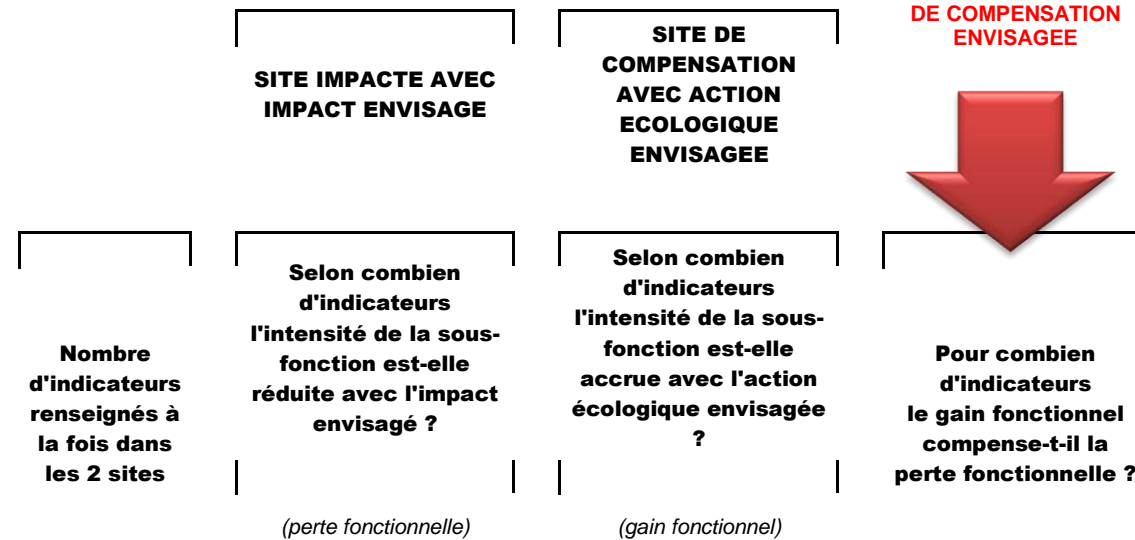 DE COMPENSATION
ENVISAGEE
SITE IMPACTE AVEC
IMPACT ENVISAGE
SITE DE
COMPENSATION
AVEC ACTION
ECOLOGIQUE
ENVISAGEE
Nombre
d'indicateurs
renseignés à
la fois dans
les 2 sites
Selon combien
d'indicateurs
l'intensité de la sous-
fonction est-elle
réduite avec l'impact
envisagé ?
(perte fonctionnelle)
Selon combien
d'indicateurs
l'intensité de la sous-
fonction est-elle
accrue avec l'action
écologique envisagée
?
(gain fonctionnel)
Pour combien
d'indicateurs
le gain fonctionnel
compense-t-il la
perte fonctionnelle ?